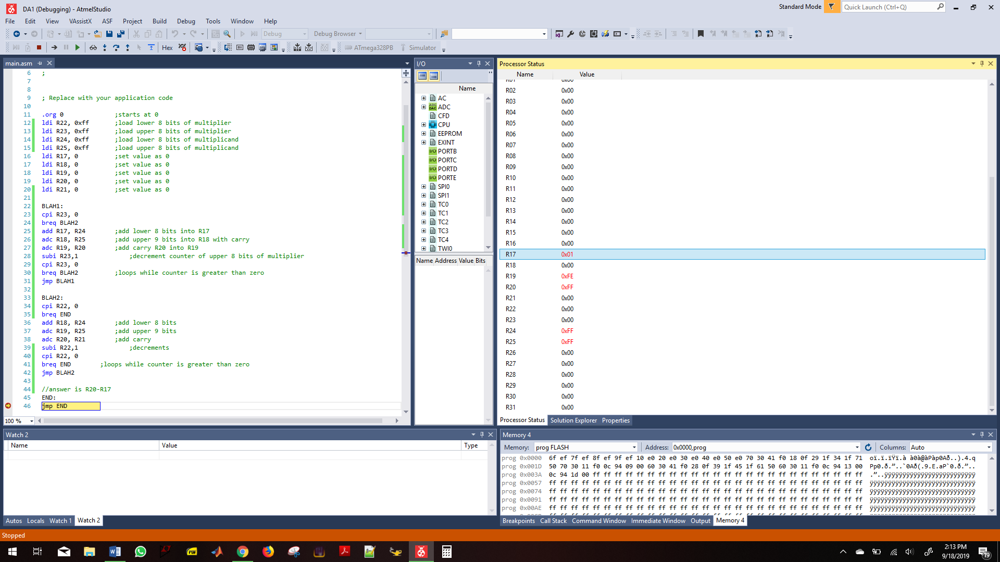 DA1 (Debugging) - AtmelStudio
Standard Mode
Quick Launch (Ctrl+Q)
File Edit View VAssistX ASF Project Build Debug Tools Window Help
Debug
Debug Browser
Hex
ATmega328PB
Simulator
main.asm
6 ;
7
8
9 ; Replace with your application code
10
11 .org 0 ;starts at 0
12 ldi R22, 0xff ;load lower 8 bits of multiplier
13 ldi R23, 0xff ;load upper 8 bits of multiplier
14 ldi R24, 0xff ;load lower 8 bits of multiplicand
15 ldi R25, 0xff ;load upper 8 bits of multiplicand
16 ldi R17, 0 ;set value as 0
17 ldi R18, 0 ;set value as 0
18 ldi R19, 0 ;set value as 0
19 ldi R20, 0 ;set value as 0
20 ldi R21, 0 ;set value as 0
21
22 BLAH1:
23 cpi R23, 0
24 breq BLAH2
25 add R17, R24 ;add lower 8 bits into R17
26 adc R18, R25 ;add upper 9 bits into R18 with carry
27 adc R19, R20 ;add carry R20 into R19
28 subi R23,1 ;decrement counter of upper 8 bits of multiplier
29 cpi R23, 0
30 breq BLAH2 ;loops while counter is greater than zero
31 jmp BLAH1
32
33 BLAH2:
34 cpi R22, 0
35 breq END
36 add R18, R24 ;add lower 8 bits
37 adc R19, R25 ;add upper 9 bits
38 adc R20, R21 ;add carry
39 subi R22,1 ;decrements
40 cpi R22, 0
41 breq END ;loops while counter is greater than zero
42 jmp BLAH2
43
44 //answer is R20-R17
45 END:
46 jmp END
100 %
I/O
Name
AC
ADC
CFD
CPU
EEPROM
EXINT
PORTB
PORTC
PORTD
PORTE
SPI0
SPI1
TC0
TC1
TC2
TC3
TC4
TWI0
Name Address Value Bits
Processor Status
Name Value
R01 0x00
R02 0x00
R03 0x00
R04 0x00
R05 0x00
R06 0x00
R07 0x00
R08 0x00
R09 0x00
R10 0x00
R11 0x00
R12 0x00
R13 0x00
R14 0x00
R15 0x00
R16 0x00
R17 0x01
R18 0x00
R19 0xFE
R20 0xFF
R21 0x00
R22 0x00
R23 0x00
R24 0xFF
R25 0xFF
R26 0x00
R27 0x00
R28 0x00
R29 0x00
R30 0x00
R31 0x00
Processor Status Solution Explorer Properties
Watch 2
Name Value Type
Autos Locals Watch 1 Watch 2
Memory 4
Memory: prog FLASH Address: 0x0000,prog Columns: Auto
prog 0x0000 6f ef 7f ef 8f ef 9f ef 10 e0 20 e0 30 e0 40 e0 50 e0 70 30 41 f0 18 0f 29 1f 34 1f 71
prog 0x001D 50 70 30 11 f0 0c 94 09 00 60 30 41 f0 28 0f 39 1f 45 1f 61 50 60 30 11 f0 0c 94 13 00
prog 0x003A 0c 94 1d 00 ff ff ff ff ff ff ff ff ff ff ff ff ff ff ff ff ff ff ff ff ff ff ff ff ff
prog 0x0057 ff ff ff ff ff ff ff ff ff ff ff ff ff ff ff ff ff ff ff ff ff ff ff ff ff ff ff ff ff
prog 0x0074 ff ff ff ff ff ff ff ff ff ff ff ff ff ff ff ff ff ff ff ff ff ff ff ff ff ff ff ff ff
prog 0x0091 ff ff ff ff ff ff ff ff ff ff ff ff ff ff ff ff ff ff ff ff ff ff ff ff ff ff ff ff ff
prog 0x00AE ff ff ff ff ff ff ff ff ff ff ff ff ff ff ff ff ff ff ff ff ff ff ff ff ff ff ff ff ff
Breakpoints Call Stack Command Window Immediate Window Output Memory 4
Stopped
2:13 PM
9/18/2019
19